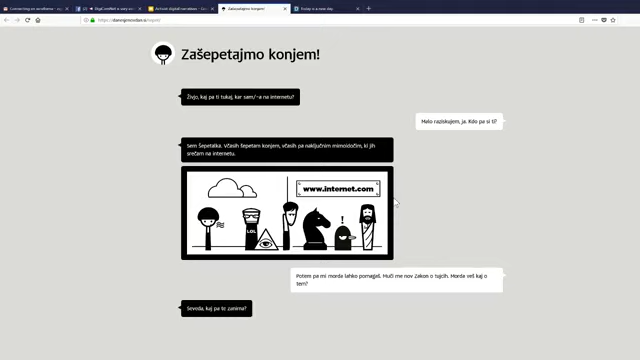 Zašepetajmo konjem!
Živjo, kaj pa ti tukaj, kar sam/-a na internetu?
Malo raziskujem, ja. Kdo pa si ti?
Sem Šepetalka. Včasih šepetam konjem, včasih pa naključnim mimoidočim, ki jih
srečam na internetu.
www.internet.com
LOL
!
Potem pa mi morda lahko pomagaš. Muči me nov Zakon o tujcih. Morda veš kaj o
tem?
Seveda, kaj pa te zanima?